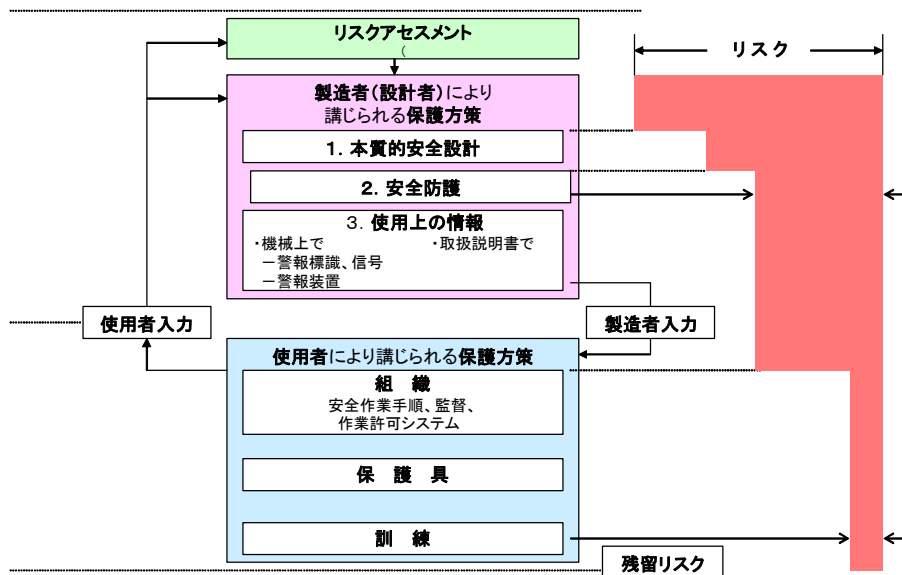 リスクアセスメント
（
リスク
製造者（設計者）により
講じられる保護方策
１．本質的安全設計
２．安全防護
３．使用上の情報
・機械上で ・取扱説明書で
－警報標識、信号
－警報装置
使用者入力
製造者入力
使用者により講じられる保護方策
組　織
安全作業手順、監督、
作業許可システム
保　護　具
訓　練
残留リスク